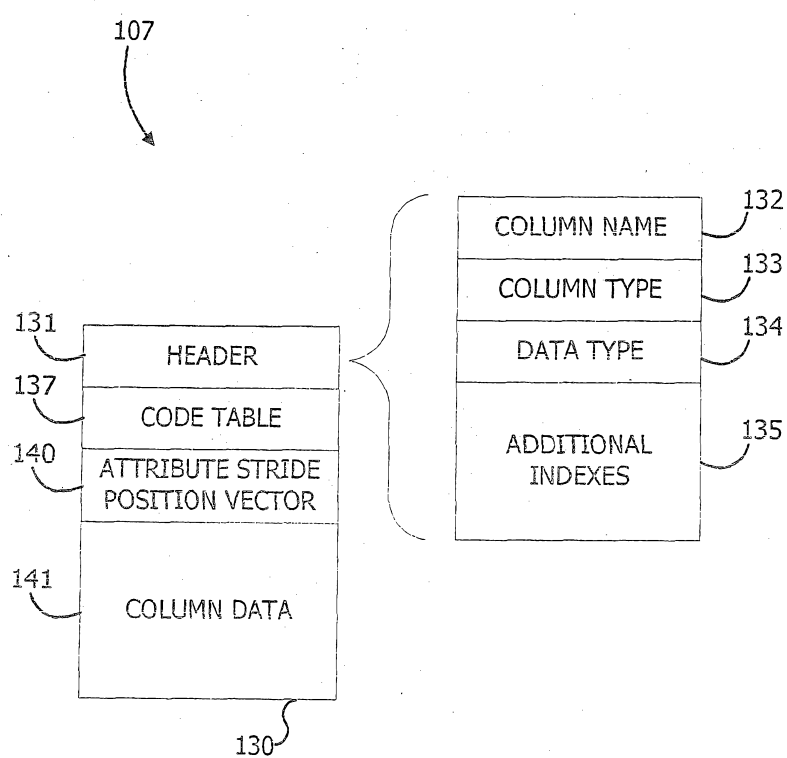 107
132
COLUMN NAME
133
COLUMN TYPE
134
DATA TYPE
135
ADDITIONAL
INDEXES
131
HEADER
137
CODE TABLE
140
ATTRIBUTE STRIDE
POSITION VECTOR
141
COLUMN DATA
130